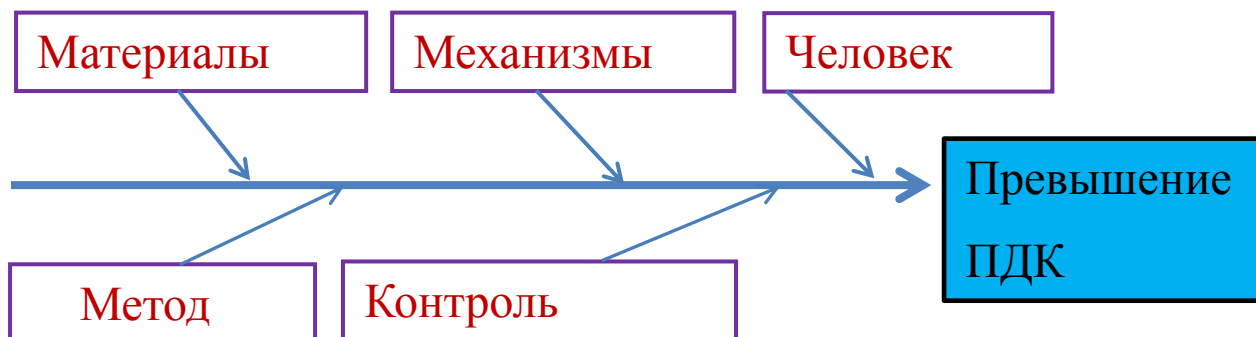 Материалы
Механизмы
Человек
Превышение
ПДК
Метод
Контроль